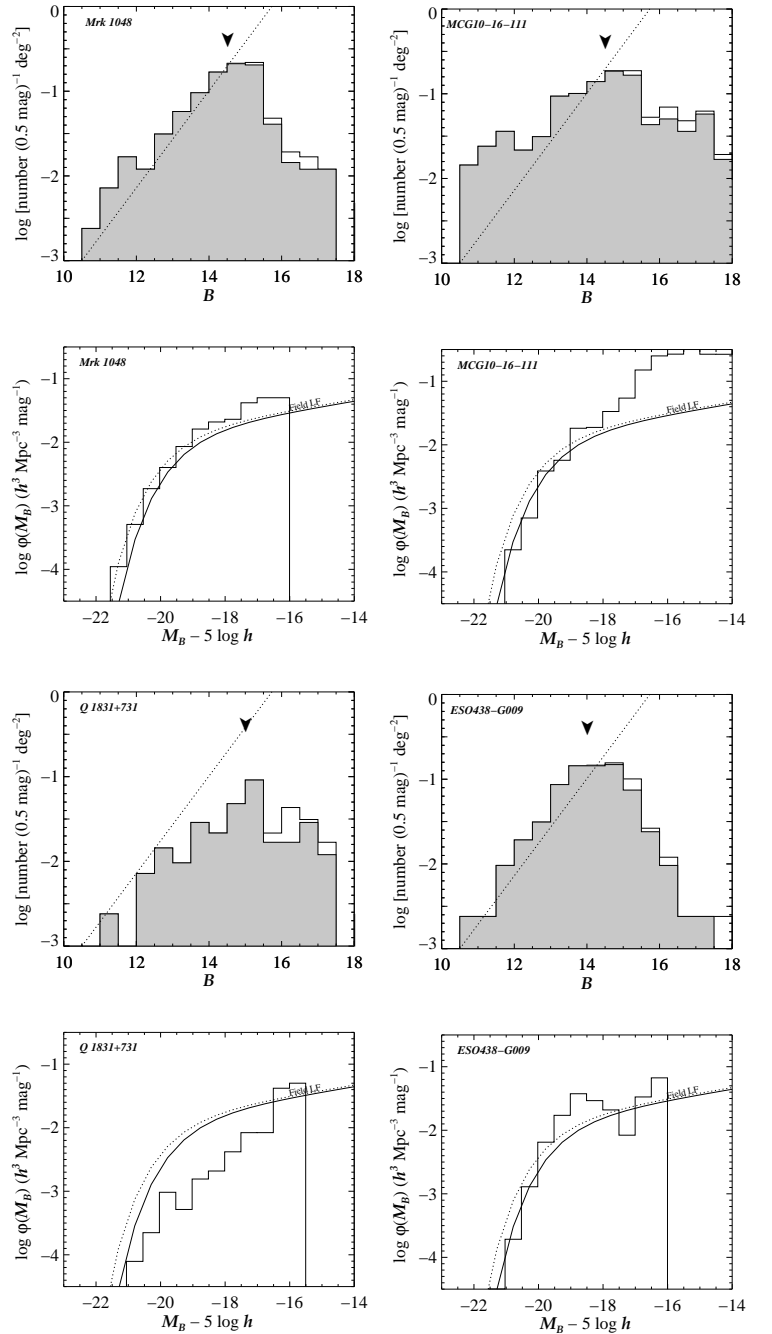 Mrk 1048
log [number (0.5 mag)⁻¹ deg⁻²]
0
−1
−2
−3
10 12 14 16 18
B
MCG10−16−111
log [number (0.5 mag)⁻¹ deg⁻²]
0
−1
−2
−3
10 12 14 16 18
B
Mrk 1048
log φ(M_B) (h³ Mpc⁻³ mag⁻¹)
−1
−2
−3
−4
Field LF
−22 −20 −18 −16 −14
M_B − 5 log h
MCG10−16−111
log φ(M_B) (h³ Mpc⁻³ mag⁻¹)
−1
−2
−3
−4
Field LF
−22 −20 −18 −16 −14
M_B − 5 log h
Q 1831+731
log [number (0.5 mag)⁻¹ deg⁻²]
0
−1
−2
−3
10 12 14 16 18
B
ESO438−G009
log [number (0.5 mag)⁻¹ deg⁻²]
0
−1
−2
−3
10 12 14 16 18
B
Q 1831+731
log φ(M_B) (h³ Mpc⁻³ mag⁻¹)
−1
−2
−3
−4
Field LF
−22 −20 −18 −16 −14
M_B − 5 log h
ESO438−G009
log φ(M_B) (h³ Mpc⁻³ mag⁻¹)
−1
−2
−3
−4
Field LF
−22 −20 −18 −16 −14
M_B − 5 log h